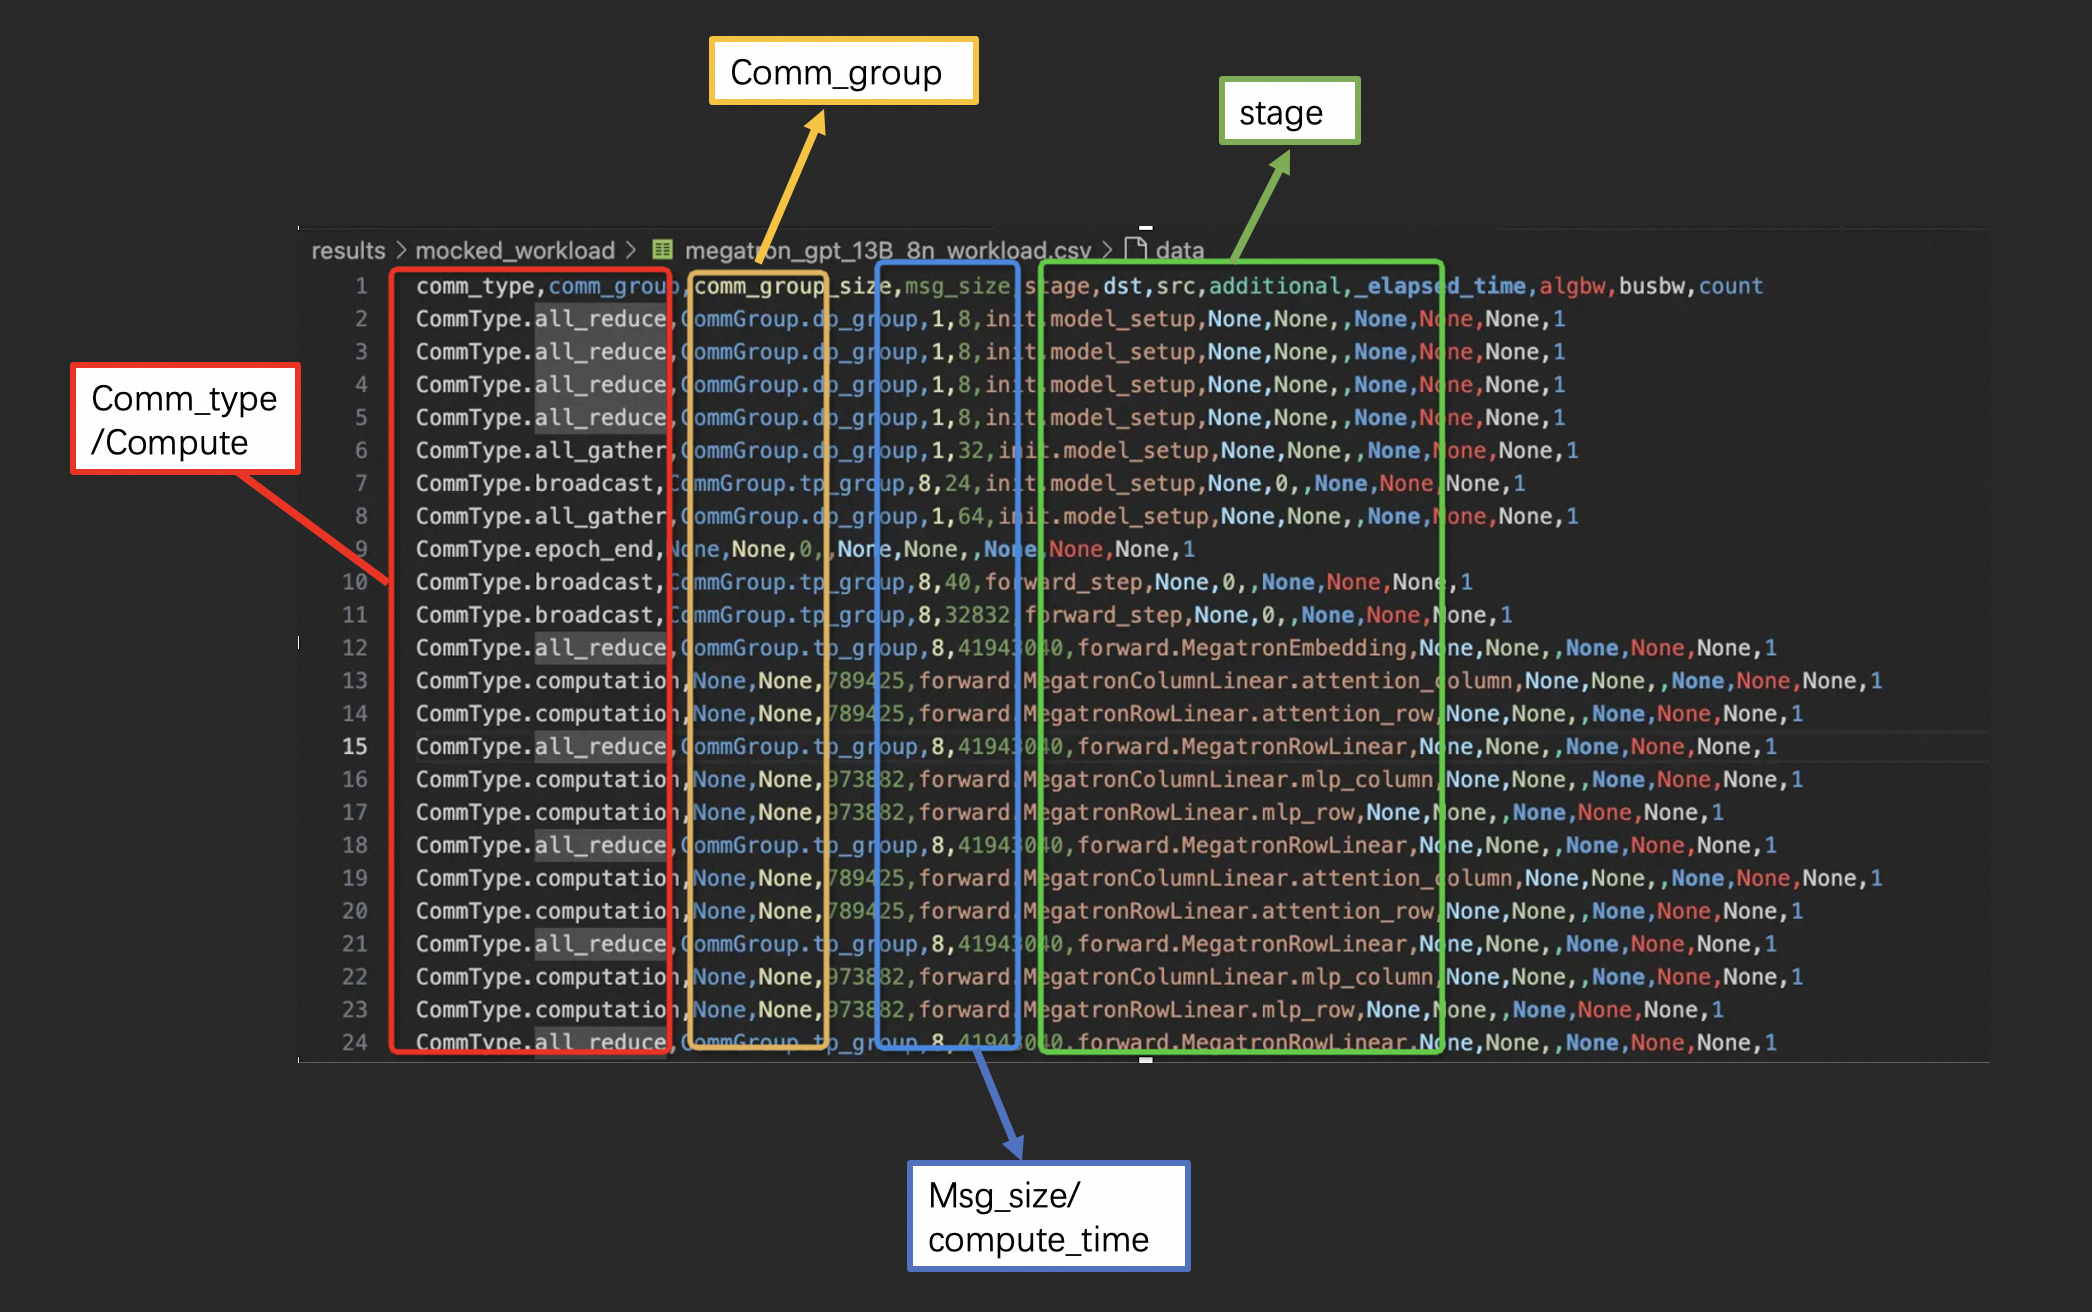 Comm_group
stage
results > mocked_workload > megatron_gpt_13B_8n_workload.csv > data
1 comm_type,comm_group,comm_group_size,msg_size,stage,dst,src,additional,_elapsed_time,algbw,busbw,count
2 CommType.all_reduce,CommGroup.dp_group,1,8,init.model_setup,None,None,,None,None,None,1
3 CommType.all_reduce,CommGroup.dp_group,1,8,init.model_setup,None,None,,None,None,None,1
4 CommType.all_reduce,CommGroup.dp_group,1,8,init.model_setup,None,None,,None,None,None,1
5 CommType.all_reduce,CommGroup.dp_group,1,8,init.model_setup,None,None,,None,None,None,1
6 CommType.all_gather,CommGroup.dp_group,1,32,init.model_setup,None,None,,None,None,None,1
7 CommType.broadcast,CommGroup.tp_group,8,24,init.model_setup,None,0,,None,None,None,1
8 CommType.all_gather,CommGroup.dp_group,1,64,init.model_setup,None,None,,None,None,None,1
9 CommType.epoch_end,None,None,0,,None,None,,None,None,None,1
10 CommType.broadcast,CommGroup.tp_group,8,40,forward_step,None,0,,None,None,None,1
11 CommType.broadcast,CommGroup.tp_group,8,32832,forward_step,None,0,,None,None,None,1
12 CommType.all_reduce,CommGroup.tp_group,8,41943040,forward.MegatronEmbedding,None,None,,None,None,None,1
13 CommType.computation,None,None,789425,forward.MegatronColumnLinear.attention_column,None,None,,None,None,None,1
14 CommType.computation,None,None,789425,forward.MegatronRowLinear.attention_row,None,None,,None,None,None,1
15 CommType.all_reduce,CommGroup.tp_group,8,41943040,forward.MegatronRowLinear,None,None,,None,None,None,1
16 CommType.computation,None,None,973882,forward.MegatronColumnLinear.mlp_column,None,None,,None,None,None,1
17 CommType.computation,None,None,973882,forward.MegatronRowLinear.mlp_row,None,None,,None,None,None,1
18 CommType.all_reduce,CommGroup.tp_group,8,41943040,forward.MegatronRowLinear,None,None,,None,None,None,1
19 CommType.computation,None,None,789425,forward.MegatronColumnLinear.attention_column,None,None,,None,None,None,1
20 CommType.computation,None,None,789425,forward.MegatronRowLinear.attention_row,None,None,,None,None,None,1
21 CommType.all_reduce,CommGroup.tp_group,8,41943040,forward.MegatronRowLinear,None,None,,None,None,None,1
22 CommType.computation,None,None,973882,forward.MegatronColumnLinear.mlp_column,None,None,,None,None,None,1
23 CommType.computation,None,None,973882,forward.MegatronRowLinear.mlp_row,None,None,,None,None,None,1
24 CommType.all_reduce,CommGroup.tp_group,8,41943040,forward.MegatronRowLinear,None,None,,None,None,None,1
Comm_type
/Compute
Msg_size/
compute_time